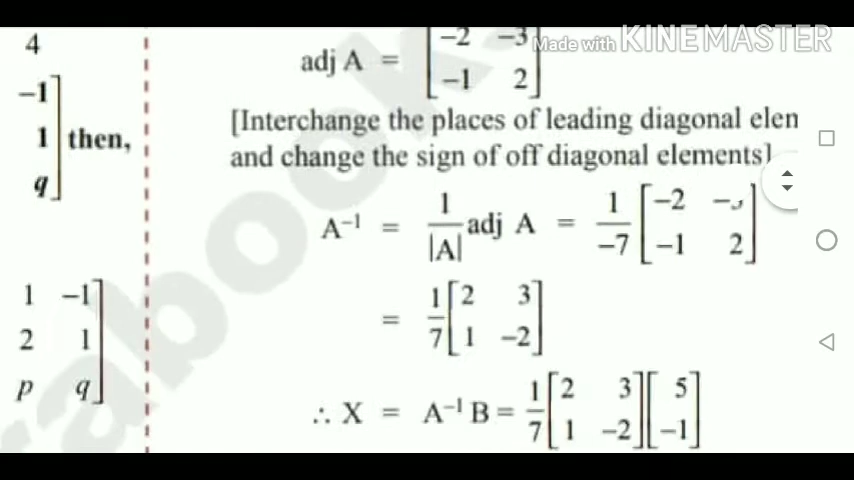 4
−1
1 then,
q
1 −1
2 1
p q
adj A = [−2 −3
−1 2]
Made with KINEMASTER
[Interchange the places of leading diagonal elem
and change the sign of off diagonal elements]
A⁻¹ = 1/|A| adj A = 1/−7 [−2
−1 2]
= 1/7 [2 3
1 −2]
∴ X = A⁻¹ B = 1/7 [2 3
1 −2] [5
−1]